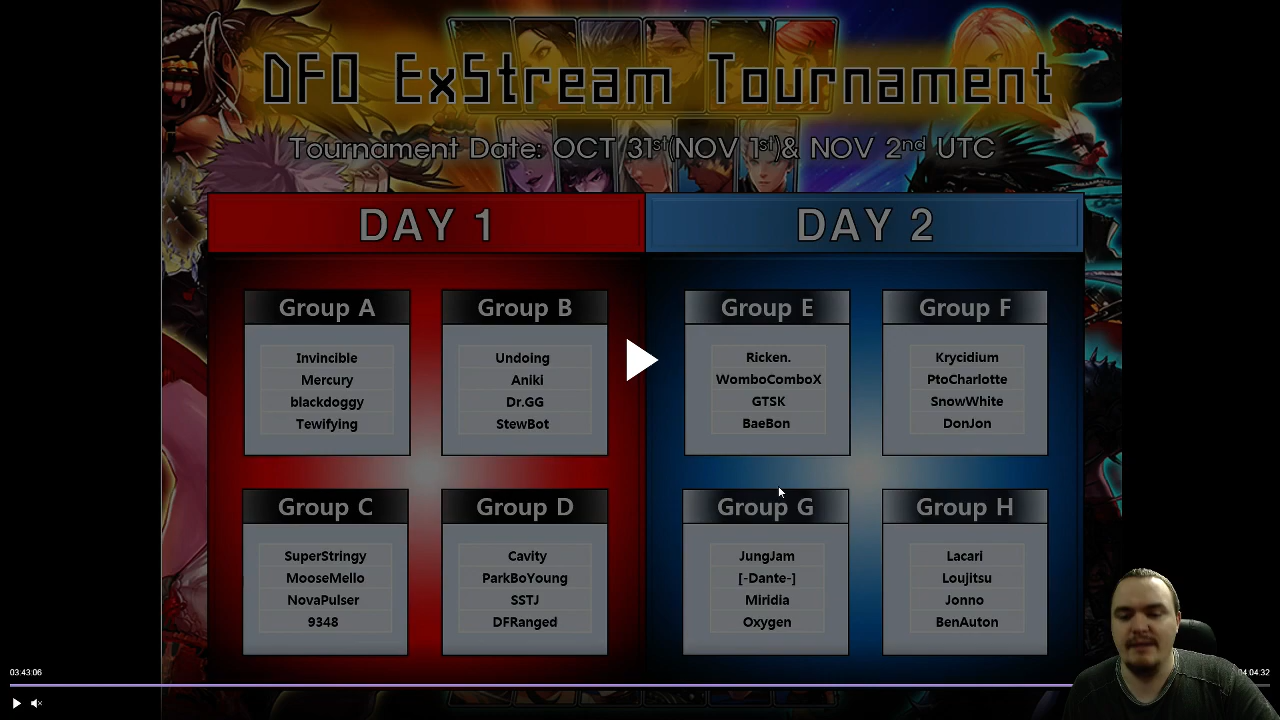 DFO ExStream Tournament
Tournament Date: OCT 31st(NOV 1st)& NOV 2nd UTC
DAY 1
DAY 2
Group A
Invincible
Mercury
blackdoggy
Tewifying
Group B
Undoing
Aniki
Dr.GG
StewBot
Group E
Ricken.
WomboComboX
GTSK
BaeBon
Group F
Krycidium
PtoCharlotte
SnowWhite
DonJon
Group C
SuperStringy
MooseMello
NovaPulser
9348
Group D
Cavity
ParkBoYoung
SSTJ
DFRanged
Group G
JungJam
[-Dante-]
Miridia
Oxygen
Group H
Lacari
Loujitsu
Jonno
BenAuton
03:43:06